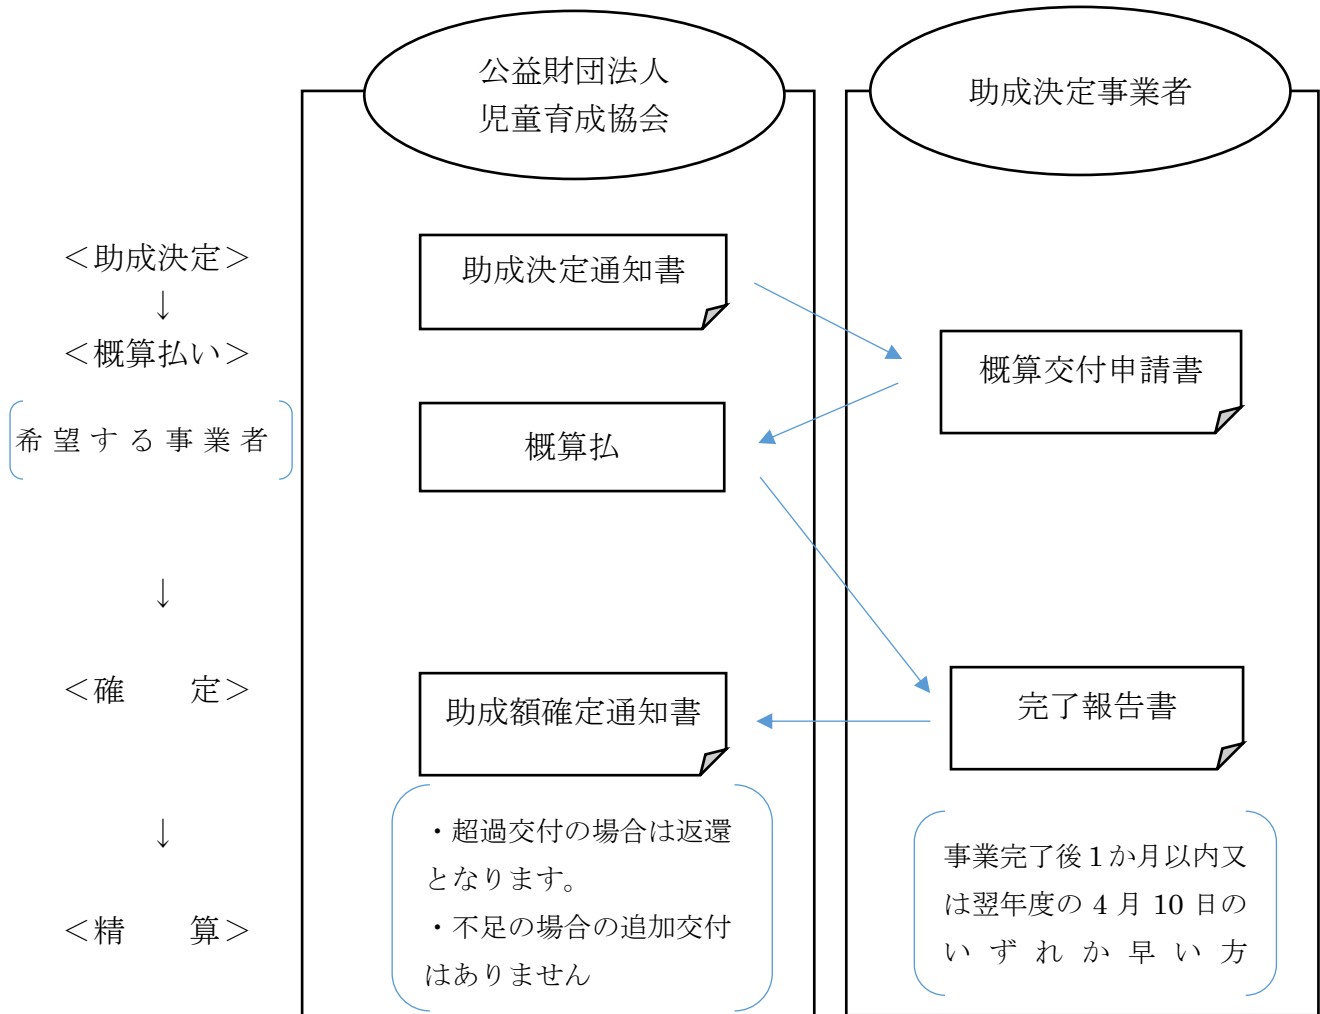 公益財団法人
児童育成協会
助成決定事業者
＜助成決定＞
助成決定通知書
↓
＜概算払い＞
概算交付申請書
希望する事業者
概算払
↓
＜確　　定＞
助成額確定通知書
完了報告書
↓
・超過交付の場合は返還
となります。
・不足の場合の追加交付
はありません
事業完了後１か月以内又
は翌年度の 4 月 10 日の
いずれか早い方
＜精　　算＞